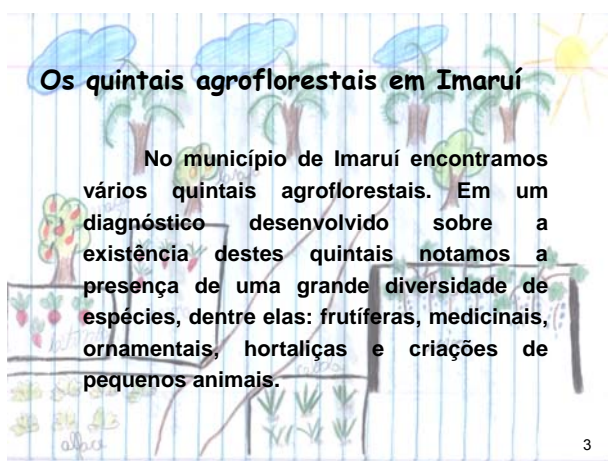 Os quintais agroflorestais em Imaruí
No município de Imaruí encontramos
vários quintais agroflorestais. Em um
diagnóstico desenvolvido sobre a
existência destes quintais notamos a
presença de uma grande diversidade de
espécies, dentre elas: frutíferas, medicinais,
ornamentais, hortaliças e criações de
pequenos animais.
alface
3